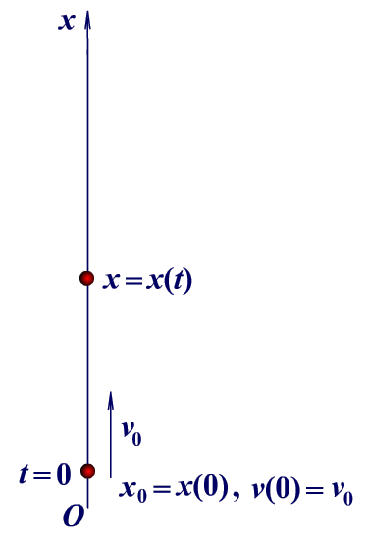 x
x = x(t)
v₀
t = 0
x₀ = x(0), v(0) = v₀
O